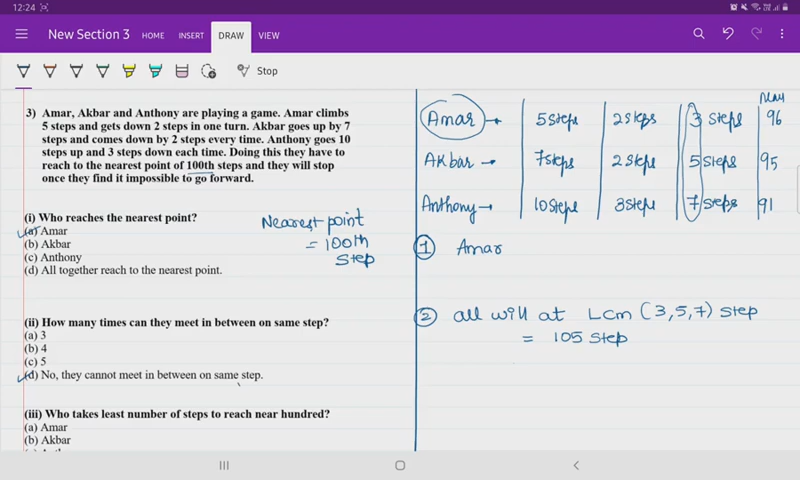 12:24
New Section 3 HOME INSERT DRAW VIEW
Stop
3) Amar, Akbar and Anthony are playing a game. Amar climbs
5 steps and gets down 2 steps in one turn. Akbar goes up by 7
steps and comes down by 2 steps every time. Anthony goes 10
steps up and 3 steps down each time. Doing this they have to
reach to the nearest point of 100th steps and they will stop
once they find it impossible to go forward.
(i) Who reaches the nearest point?
(a) Amar
(b) Akbar
(c) Anthony
(d) All together reach to the nearest point.
Nearest point
= 100th
Step
(ii) How many times can they meet in between on same step?
(a) 3
(b) 4
(c) 5
(d) No, they cannot meet in between on same step.
(iii) Who takes least number of steps to reach near hundred?
(a) Amar
(b) Akbar
Max
Amar → 5 Steps 2 steps 3 steps 96
Akbar → 7 steps 2 steps 5 steps 95
Anthony → 10 steps 3 steps 7 steps 91
1 Amar
2 all will at Lcm (3,5,7) Step
= 105 Step